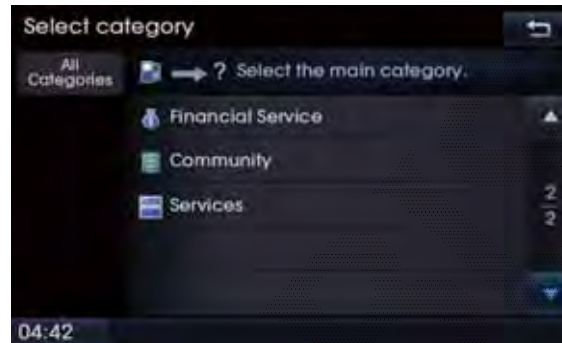 Select category
All
Categories
? Select the main category.
Financial Service
Community
Services
2
2
04:42